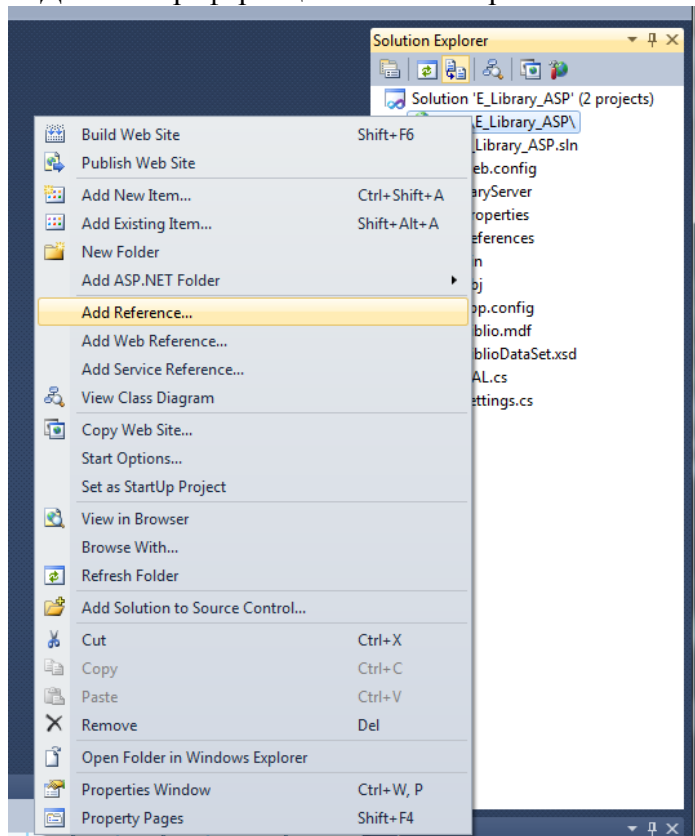 Solution Explorer
Solution 'E_Library_ASP' (2 projects)
E_Library_ASP\
Library_ASP.sln
eb.config
aryServer
roperties
eferences
n
bj
pp.config
blio.mdf
blioDataSet.xsd
AL.cs
ettings.cs
Build Web Site Shift+F6
Publish Web Site
Add New Item... Ctrl+Shift+A
Add Existing Item... Shift+Alt+A
New Folder
Add ASP.NET Folder
Add Reference...
Add Web Reference...
Add Service Reference...
View Class Diagram
Copy Web Site...
Start Options...
Set as StartUp Project
View in Browser
Browse With...
Refresh Folder
Add Solution to Source Control...
Cut Ctrl+X
Copy Ctrl+C
Paste Ctrl+V
Remove Del
Open Folder in Windows Explorer
Properties Window Ctrl+W, P
Property Pages Shift+F4